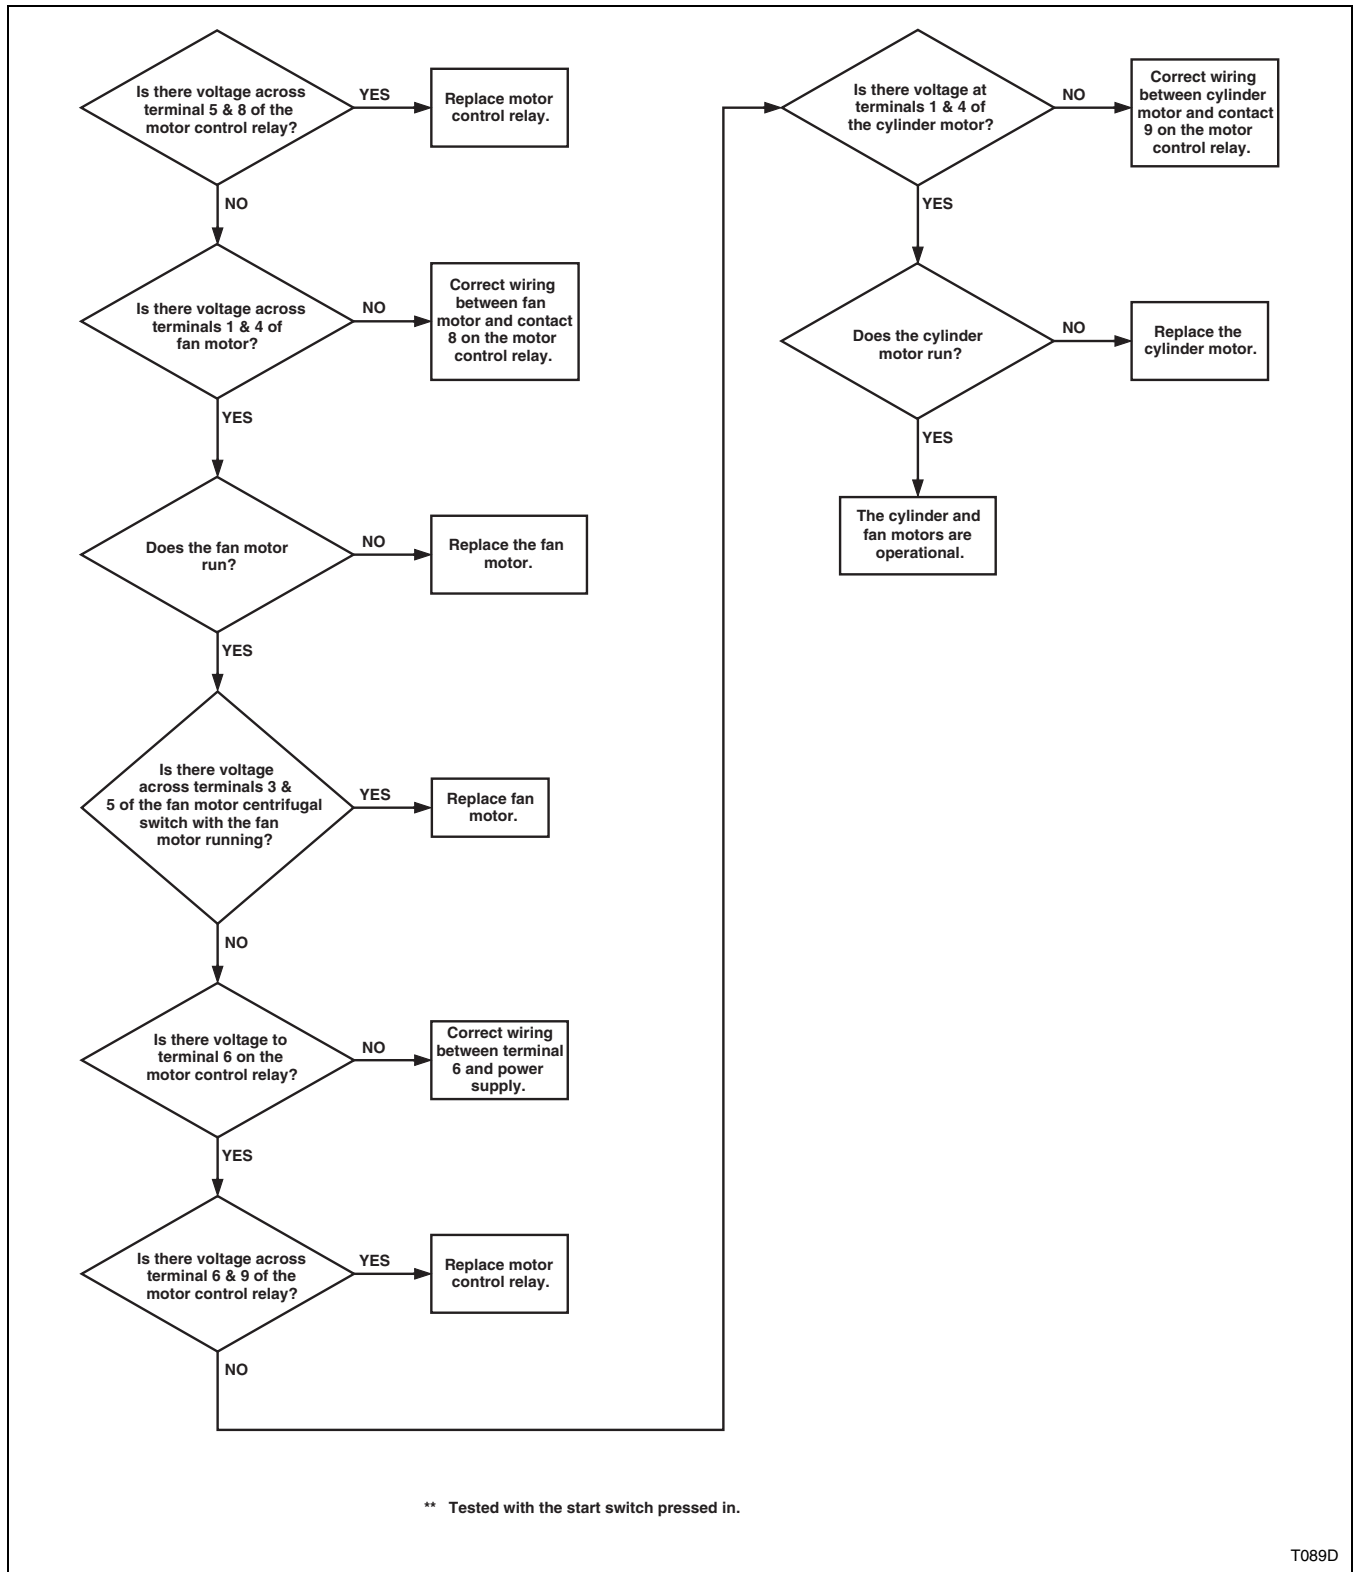 Is there voltage across
terminal 5 & 8 of the
motor control relay?
YES
Replace motor
control relay.
NO
Is there voltage across
terminals 1 & 4 of
fan motor?
NO
Correct wiring
between fan
motor and contact
8 on the motor
control relay.
YES
Does the fan motor
run?
NO
Replace the fan
motor.
YES
Is there voltage
across terminals 3 &
5 of the fan motor centrifugal
switch with the fan
motor running?
YES
Replace fan
motor.
NO
Is there voltage to
terminal 6 on the
motor control relay?
NO
Correct wiring
between terminal
6 and power
supply.
YES
Is there voltage across
terminal 6 & 9 of the
motor control relay?
YES
Replace motor
control relay.
NO
Is there voltage at
terminals 1 & 4 of
the cylinder motor?
NO
Correct wiring
between cylinder
motor and contact
9 on the motor
control relay.
YES
Does the cylinder
motor run?
NO
Replace the
cylinder motor.
YES
The cylinder and
fan motors are
operational.
** Tested with the start switch pressed in.
T089D